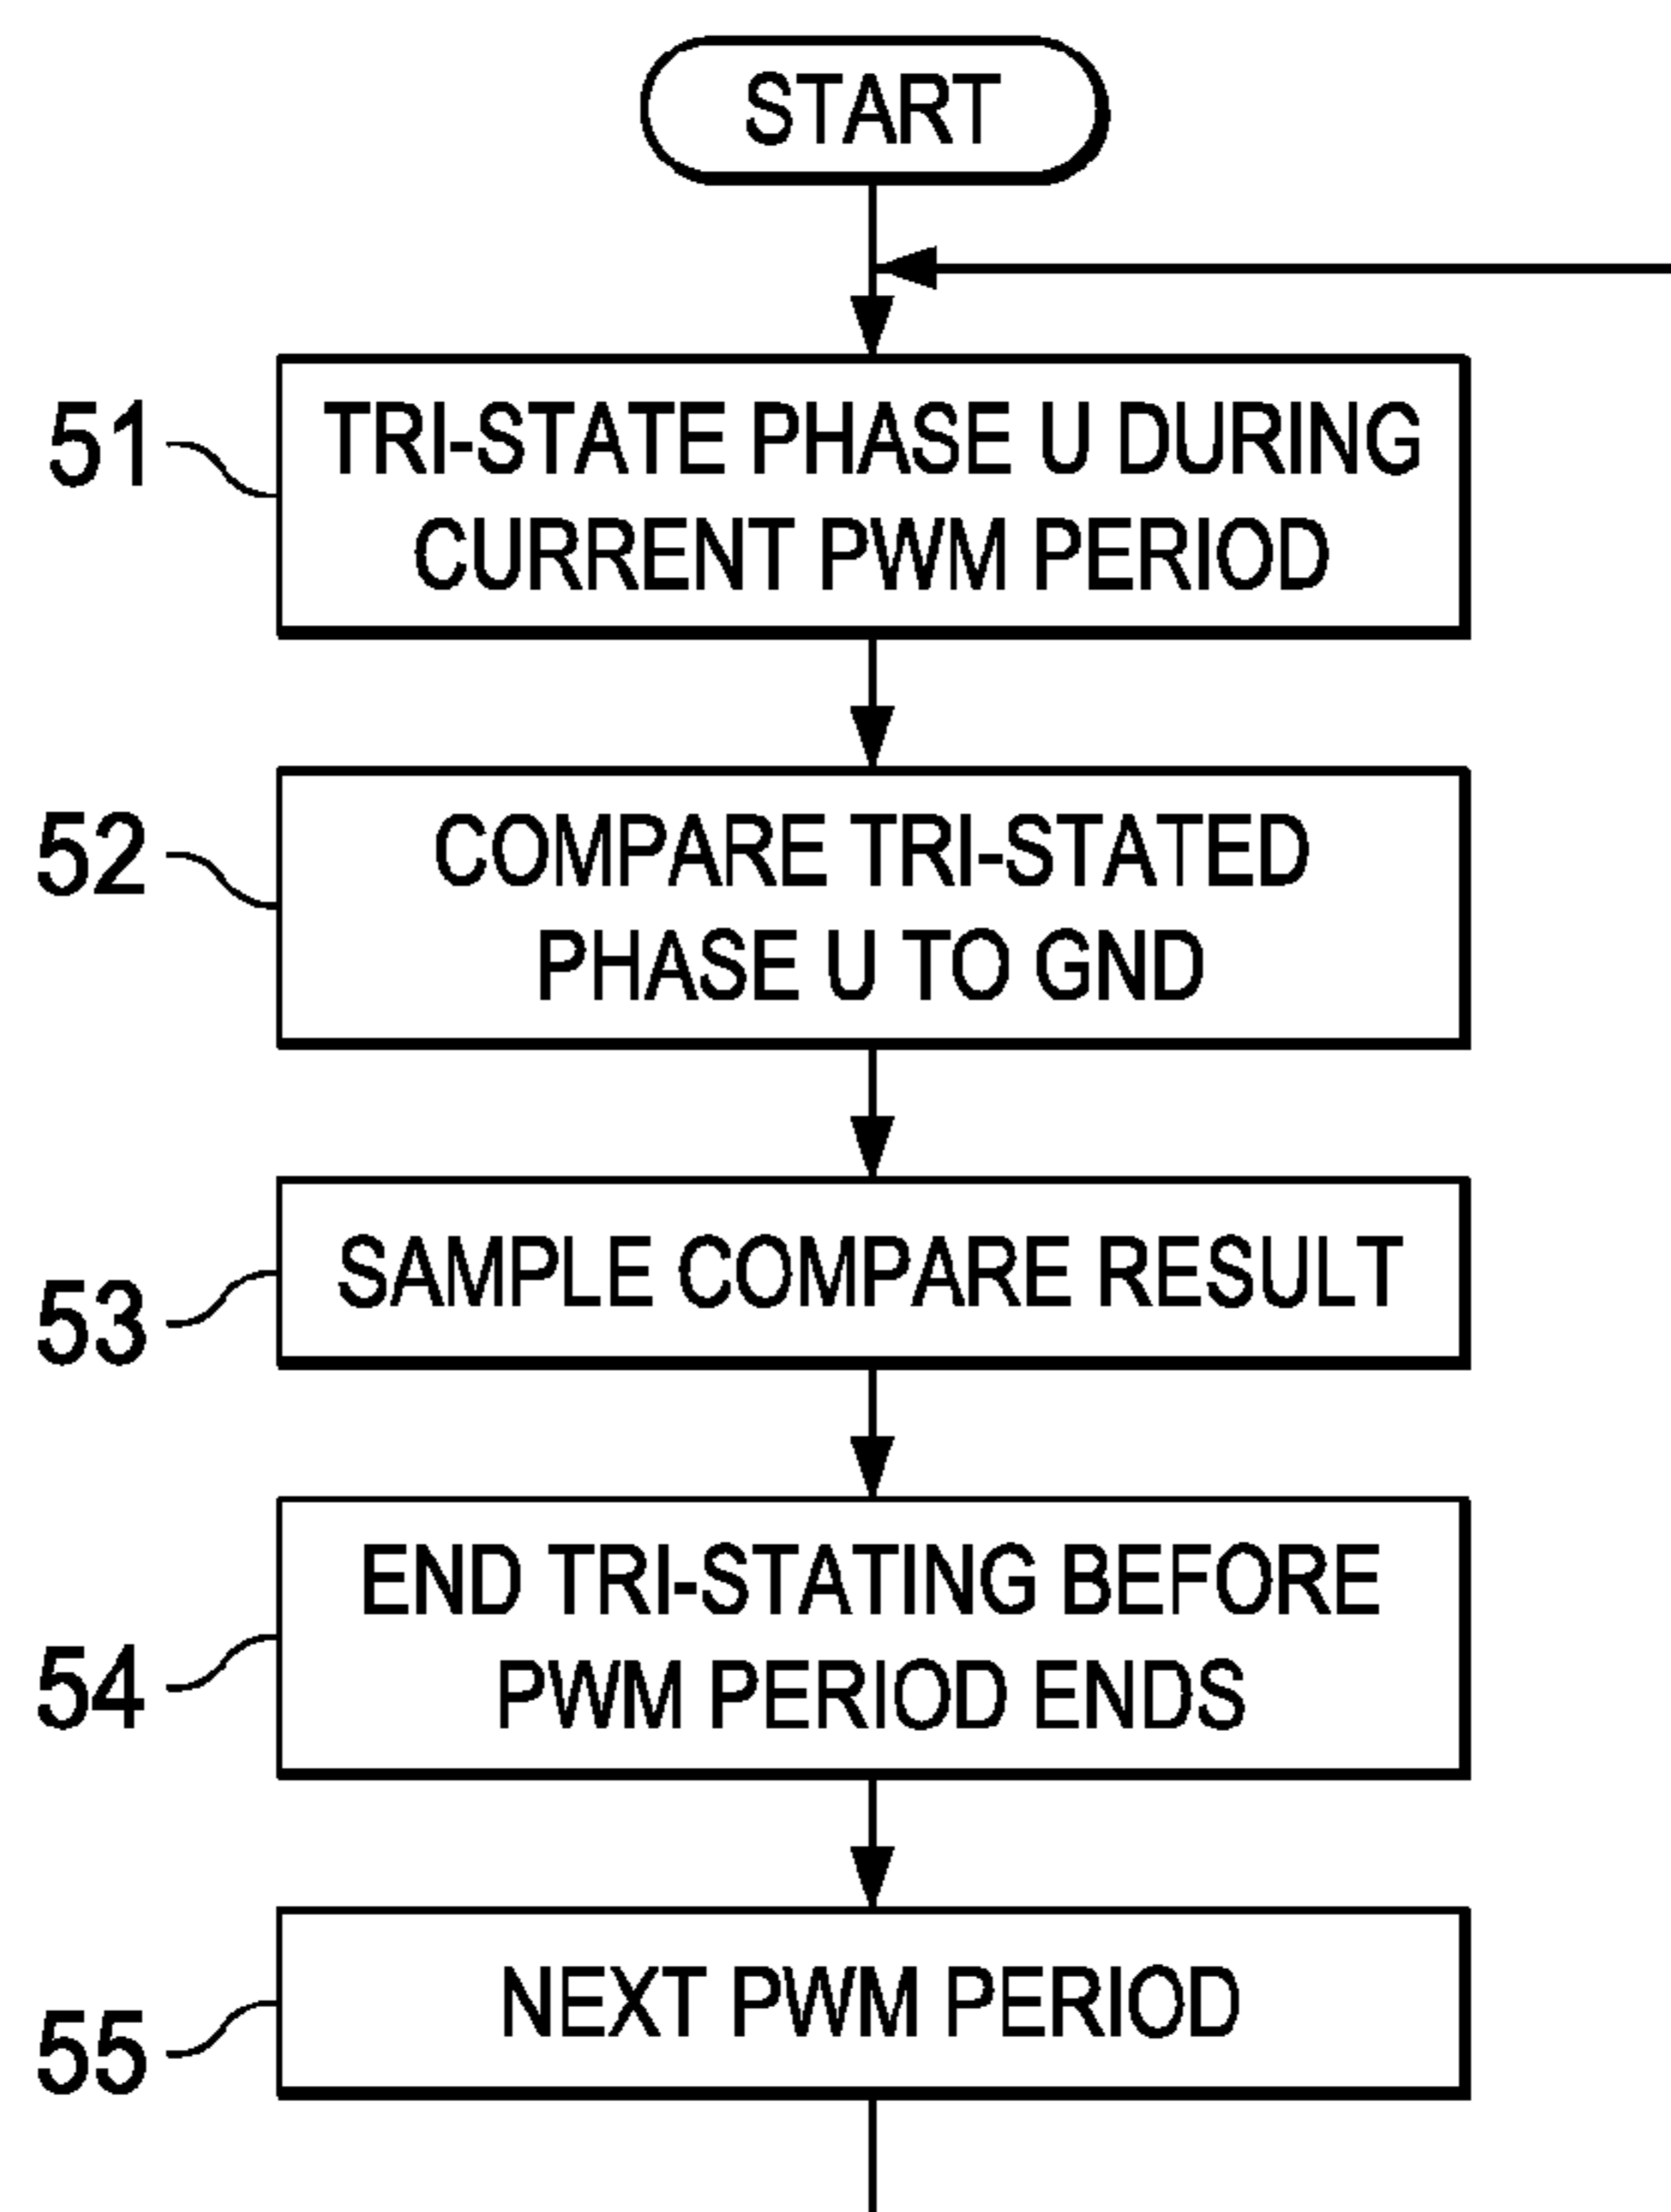 START
51
TRI-STATE PHASE U DURING
CURRENT PWM PERIOD
52
COMPARE TRI-STATED
PHASE U TO GND
53
SAMPLE COMPARE RESULT
54
END TRI-STATING BEFORE
PWM PERIOD ENDS
55
NEXT PWM PERIOD